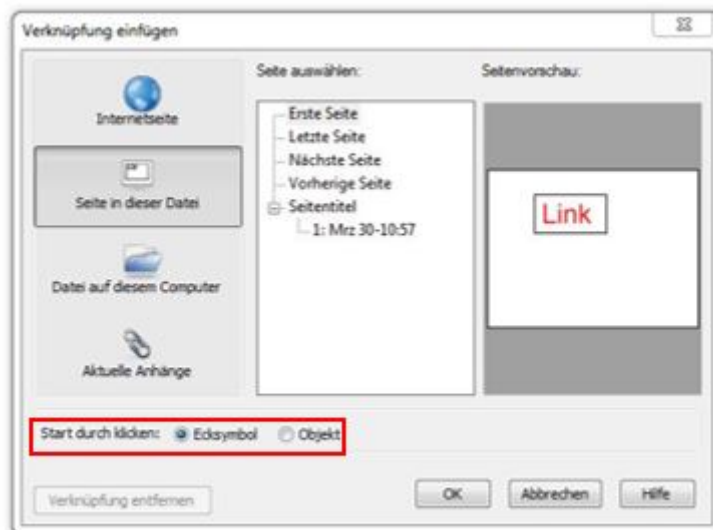 Verknüpfung einfügen
Internetseite
Seite in dieser Datei
Datei auf diesem Computer
Aktuelle Anhänge
Seite auswählen:
Erste Seite
Letzte Seite
Nächste Seite
Vorherige Seite
Seitentitel
1: Mrz 30-10:57
Seitenvorschau:
Link
Start durch klicken: Ecksymbol Objekt
Verknüpfung entfernen OK Abbrechen Hilfe